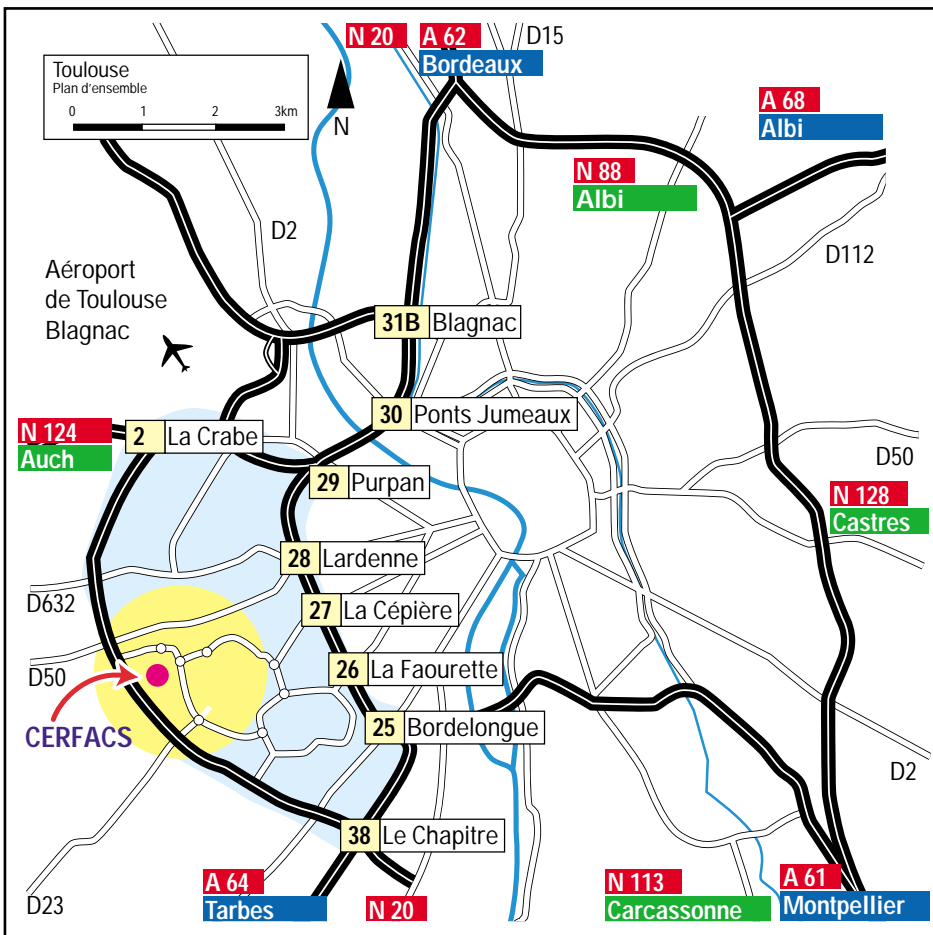 N 20
A 62
Bordeaux
D15
Toulouse
Plan d'ensemble
0 1 2 3km
N
A 68
Albi
N 88
Albi
D2
D112
Aéroport
de Toulouse
Blagnac
31B Blagnac
30 Ponts Jumeaux
N 124
Auch
2 La Crabe
D50
29 Purpan
N 128
Castres
28 Lardenne
D632
27 La Cépière
26 La Faourette
D50
CERFACS
25 Bordelongue
D2
38 Le Chapitre
A 64
Tarbes
D23
N 20
N 113
Carcassonne
A 61
Montpellier